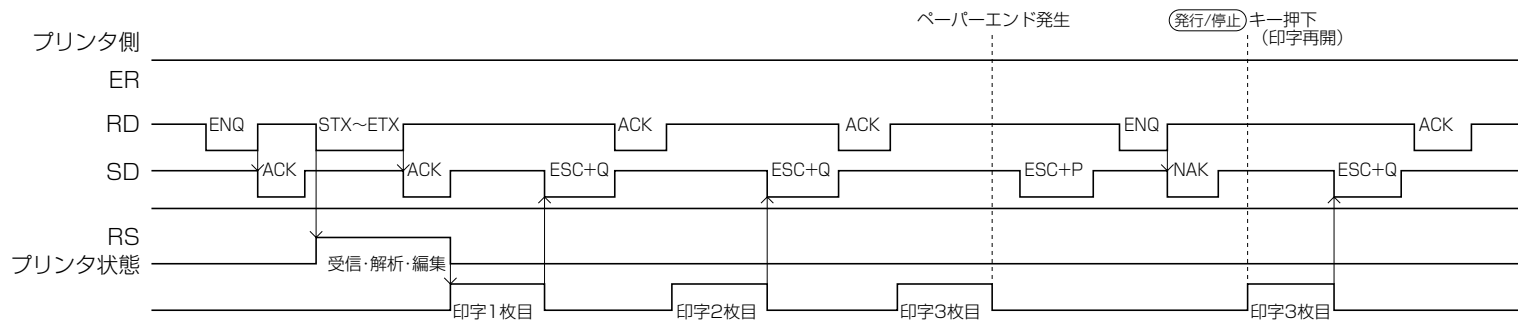 ペーパーエンド発生
発行/停止 キー押下
(印字再開)
プリンタ側
ER
RD
ENQ
STX～ETX
ACK
ACK
ENQ
ACK
SD
ACK
ACK
ESC+Q
ESC+Q
ESC+P
NAK
ESC+Q
RS
プリンタ状態
受信・解析・編集
印字1枚目
印字2枚目
印字3枚目
印字3枚目